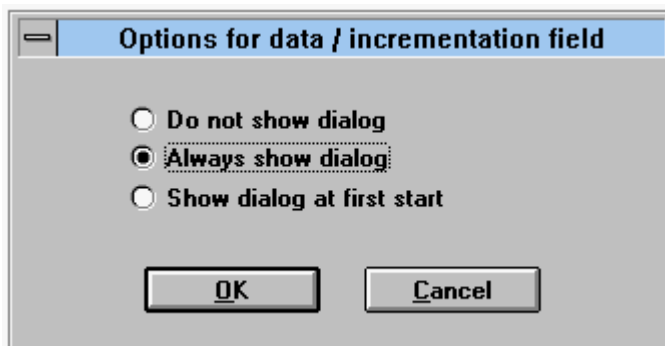 Options for data / incrementation field
Do not show dialog
Always show dialog
Show dialog at first start
OK
Cancel